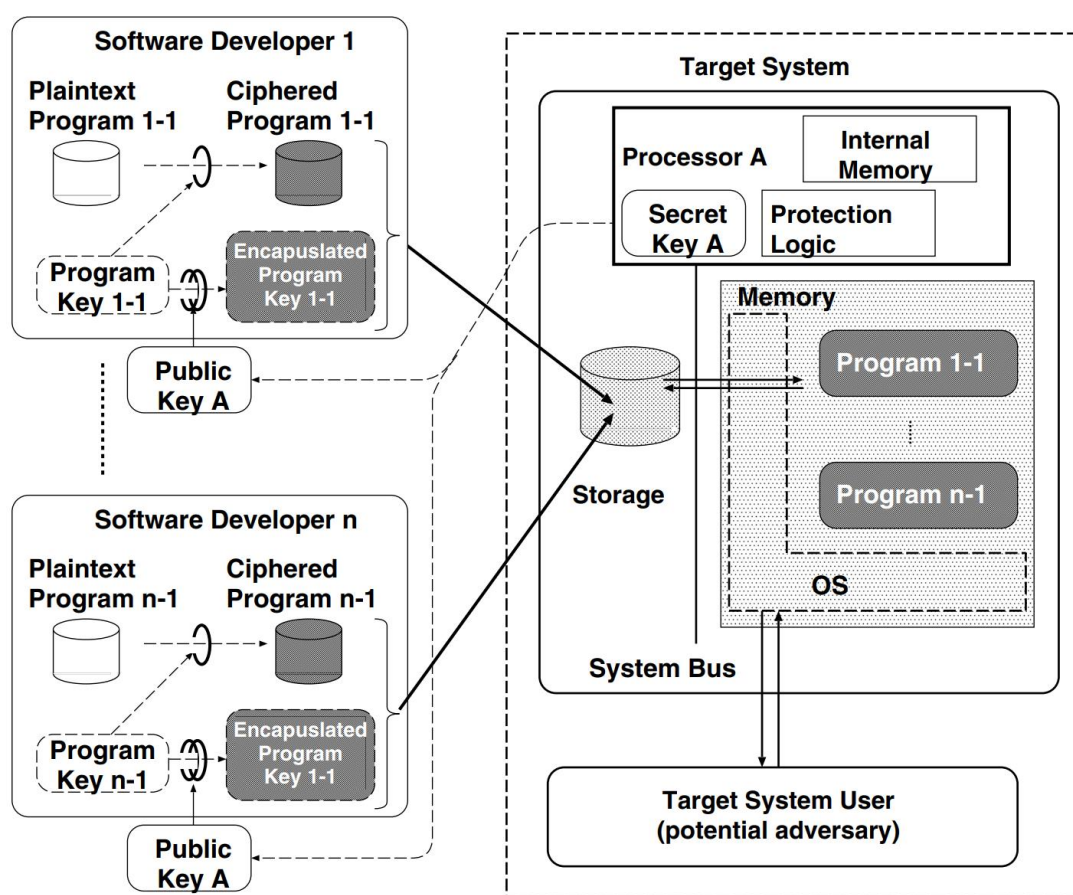 Software Developer 1
Plaintext
Program 1-1
Ciphered
Program 1-1
Program
Key 1-1
Encapuslated
Program
Key 1-1
Public
Key A
Software Developer n
Plaintext
Program n-1
Ciphered
Program n-1
Program
Key n-1
Encapuslated
Program
Key 1-1
Public
Key A
Target System
Processor A
Internal
Memory
Secret
Key A
Protection
Logic
Memory
Program 1-1
Program n-1
Storage
OS
System Bus
Target System User
(potential adversary)